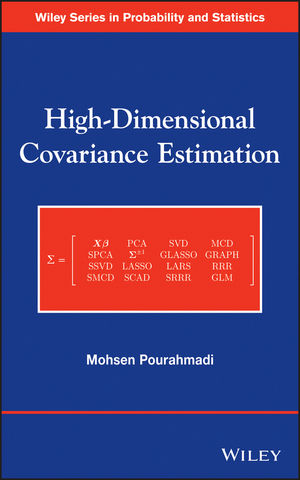 Wiley Series in Probability and Statistics
High-Dimensional
Covariance Estimation
Xβ PCA SVD MCD
Σ = SPCA Σ±1 GLASSO GRAPH
SSVD LASSO LARS RRR
SMCD SCAD SRRR GLM
Mohsen Pourahmadi
WILEY